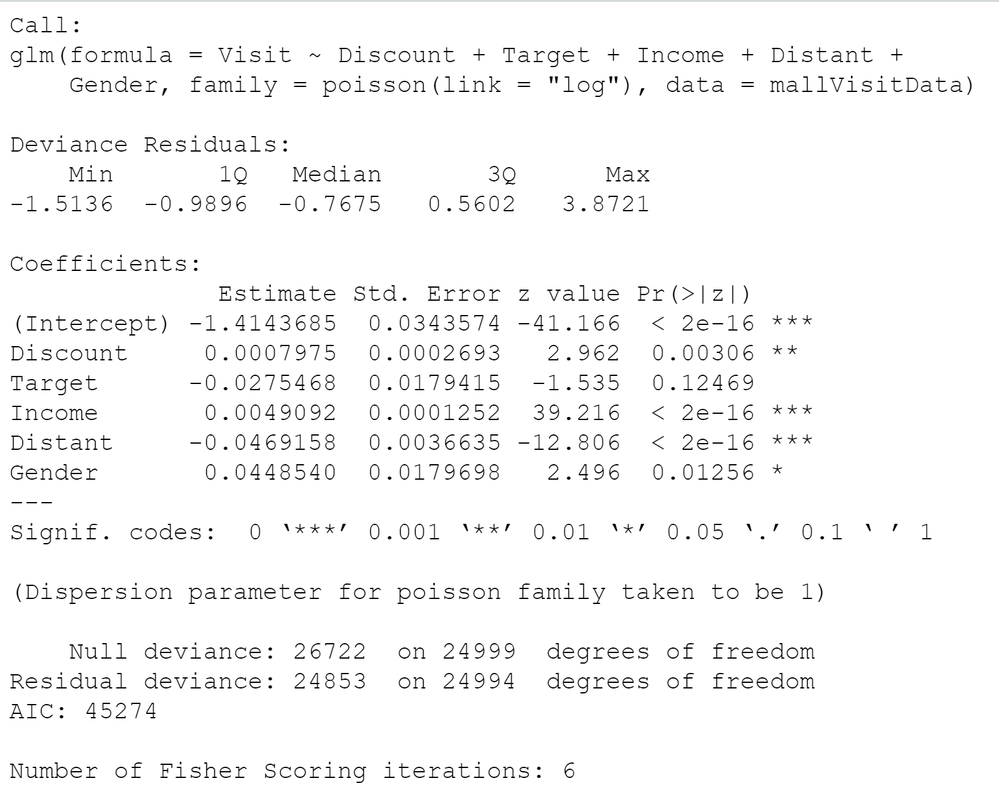 Call:
glm(formula = Visit ~ Discount + Target + Income + Distant +
    Gender, family = poisson(link = "log"), data = mallVisitData)

Deviance Residuals:
    Min       1Q   Median       3Q      Max
-1.5136  -0.9896  -0.7675   0.5602   3.8721

Coefficients:
              Estimate Std. Error z value Pr(>|z|)
(Intercept) -1.4143685  0.0343574 -41.166  < 2e-16 ***
Discount     0.0007975  0.0002693   2.962  0.00306 **
Target      -0.0275468  0.0179415  -1.535  0.12469
Income       0.0049092  0.0001252  39.216  < 2e-16 ***
Distant     -0.0469158  0.0036635 -12.806  < 2e-16 ***
Gender       0.0448540  0.0179698   2.496  0.01256 *
---
Signif. codes:  0 ‘***’ 0.001 ‘**’ 0.01 ‘*’ 0.05 ‘.’ 0.1 ‘ ’ 1

(Dispersion parameter for poisson family taken to be 1)

    Null deviance: 26722  on 24999  degrees of freedom
Residual deviance: 24853  on 24994  degrees of freedom
AIC: 45274

Number of Fisher Scoring iterations: 6